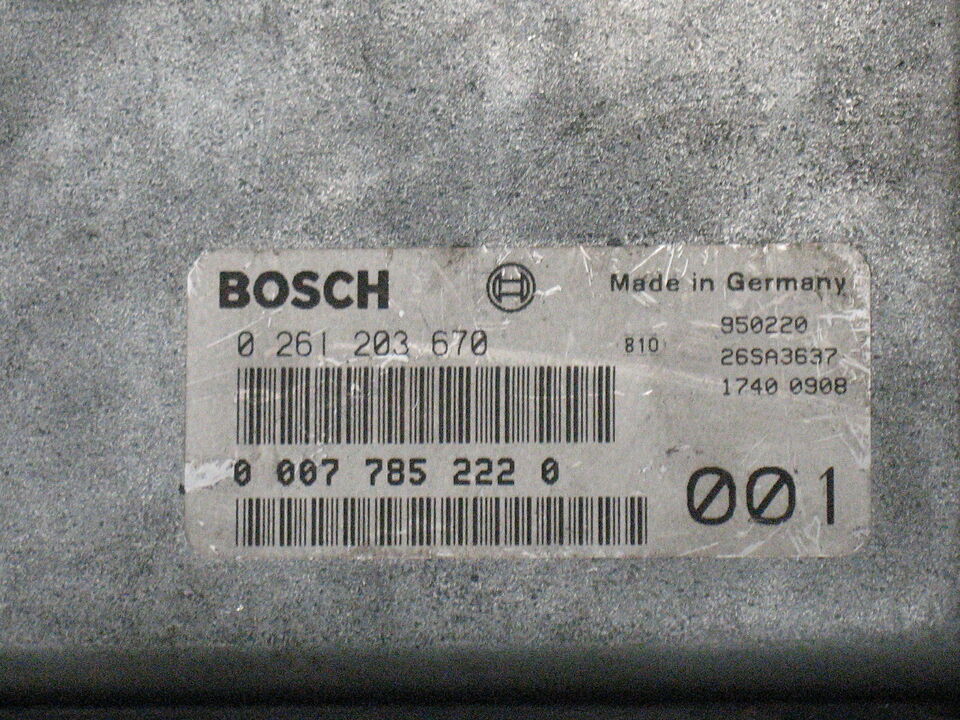 BOSCH
Made in Germany
0 261 203 670
810
950220
26SA3637
1740 0908
0 007 785 222 0
001